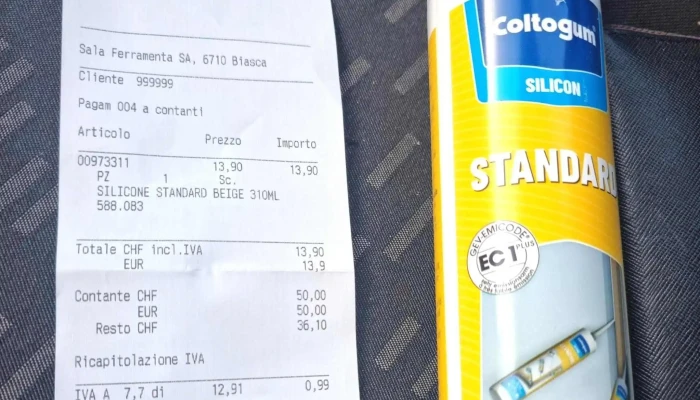 Sala Ferramenta SA, 6710 Biasca
Cliente 999999
Pagam 004 a contanti
Articolo Prezzo Importo
00973311 13,90 13,90
PZ 1 Sc.
SILICONE STANDARD BEIGE 310ML
588.083
Totale CHF incl.IVA 13,90
EUR 13,9
Contante CHF 50,00
EUR 50,00
Resto CHF 36,10
Ricapitolazione IVA
IVA A 7,7 di 12,91 0,99
Coltogum
SILICON
STANDARD
GEV-EMICODE
EC 1 PLUS